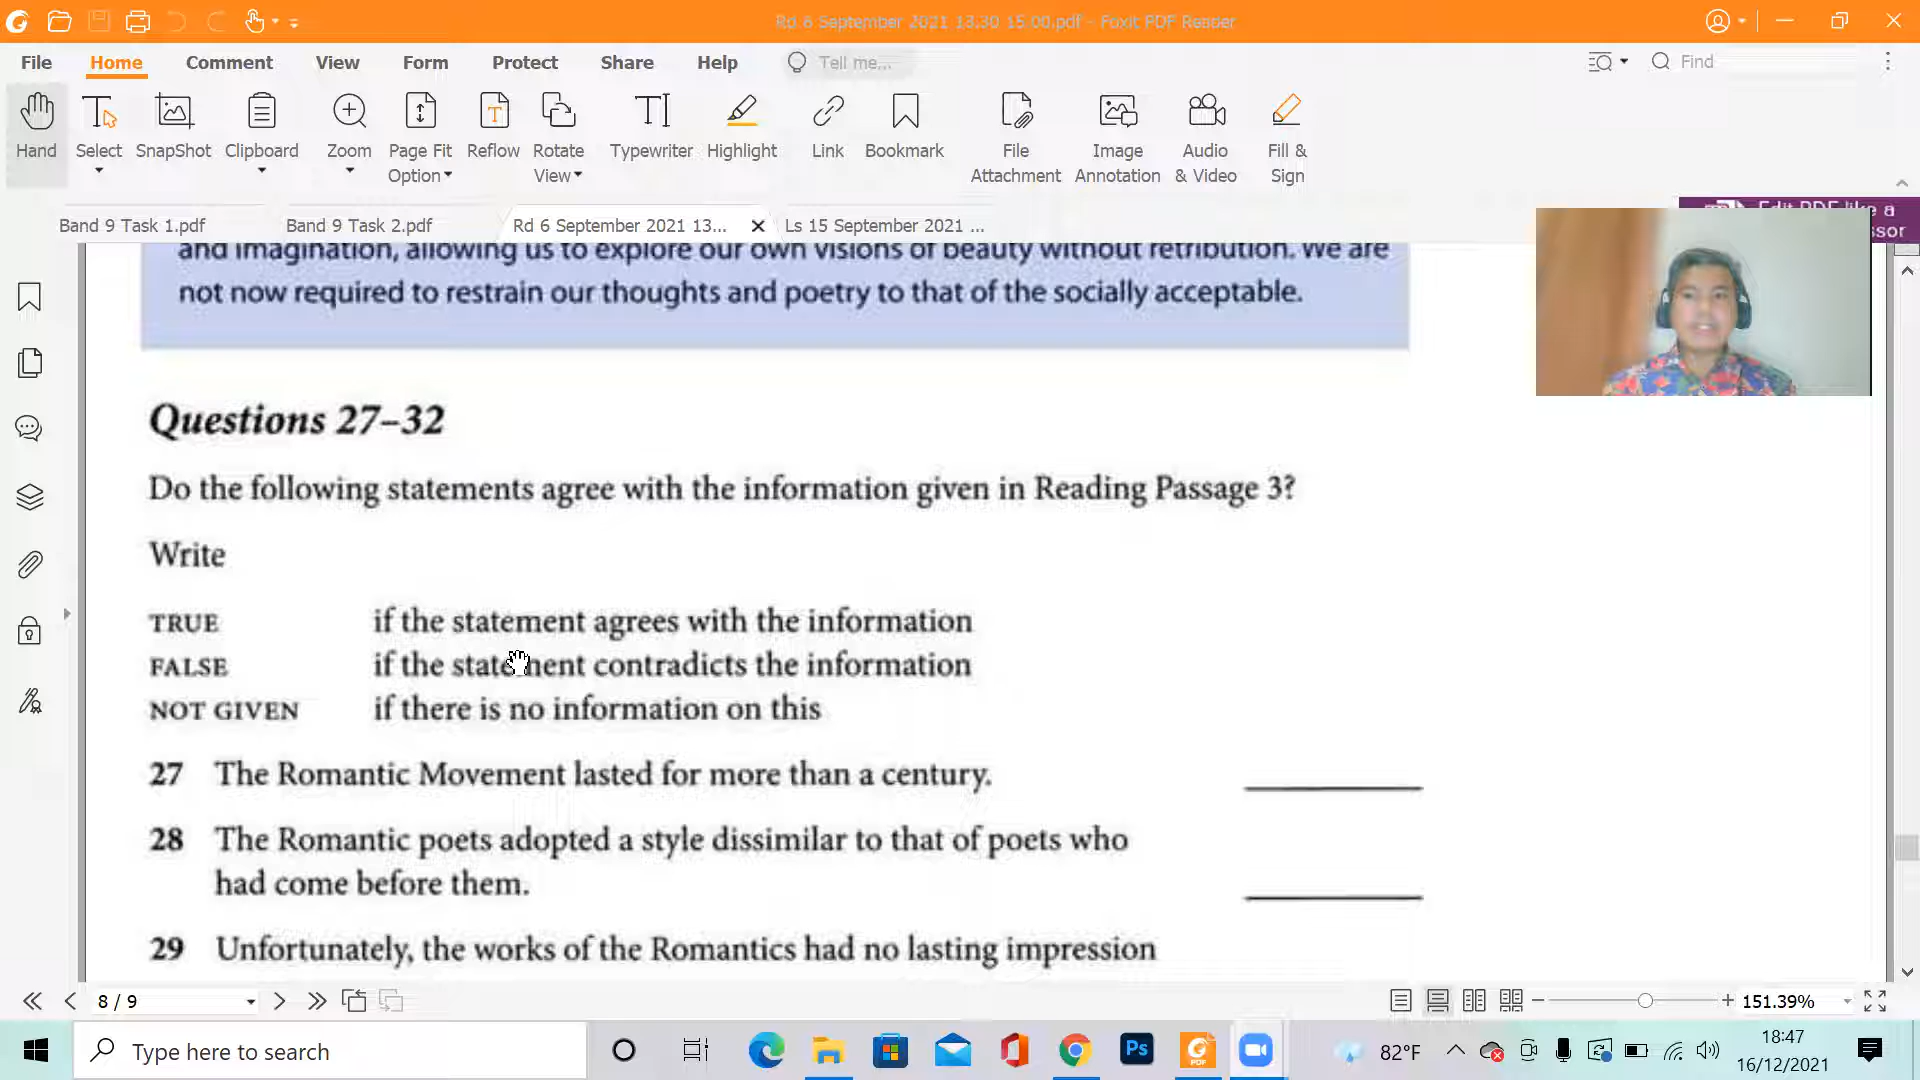 Rd 6 September 2021 13.30 15.00.pdf - Foxit PDF Reader
File Home Comment View Form Protect Share Help Tell me... Find
Hand Select SnapShot Clipboard Zoom Page Fit Option Reflow Rotate View Typewriter Highlight Link Bookmark File Attachment Image Annotation Audio & Video Fill & Sign
Band 9 Task 1.pdf Band 9 Task 2.pdf Rd 6 September 2021 13... Ls 15 September 2021 ...
Edit PDF like a
ssor
and imagination, allowing us to explore our own visions of beauty without retribution. We are
not now required to restrain our thoughts and poetry to that of the socially acceptable.
Questions 27–32
Do the following statements agree with the information given in Reading Passage 3?
Write
TRUE if the statement agrees with the information
FALSE if the statement contradicts the information
NOT GIVEN if there is no information on this
27 The Romantic Movement lasted for more than a century.
28 The Romantic poets adopted a style dissimilar to that of poets who
had come before them.
29 Unfortunately, the works of the Romantics had no lasting impression
8 / 9 151.39%
Type here to search Ps PDF 82°F 18:47
16/12/2021